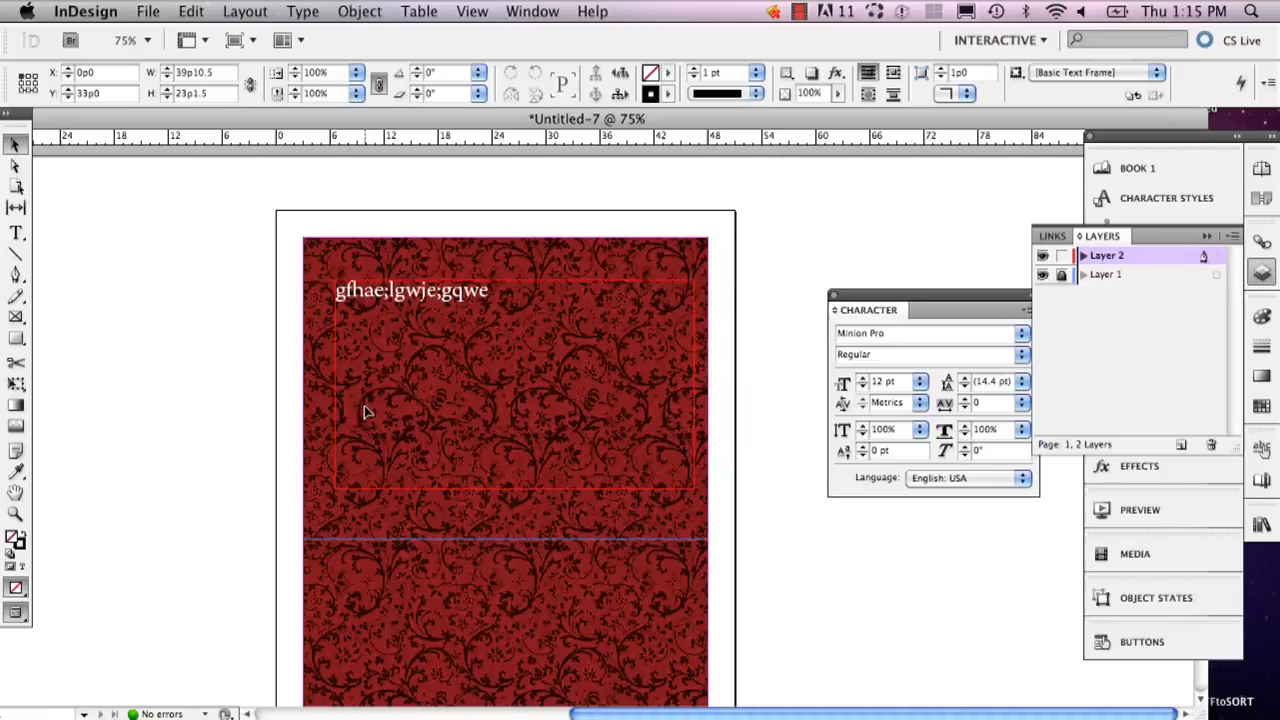 InDesign File Edit Layout Type Object Table View Window Help 11 Thu 1:15 PM
Br 75% INTERACTIVE CS Live
X: 0p0 W: 39p10.5 100% 0° 1 pt 1p0 [Basic Text Frame]
Y: 33p0 H: 23p1.5 100% 0° 100%
*Untitled-7 @ 75%
24 18 12 6 0 6 12 18 24 30 36 42 48 54 60 66 72 78 84
BOOK 1
CHARACTER STYLES
LINKS LAYERS
Layer 2
Layer 1
gfhae;lgwje;gqwe
CHARACTER
Minion Pro
Regular
12 pt (14.4 pt)
Metrics 0
100% 100%
0 pt 0°
Language: English: USA
Page: 1, 2 Layers
EFFECTS
PREVIEW
MEDIA
OBJECT STATES
BUTTONS
FtoSORT
No errors